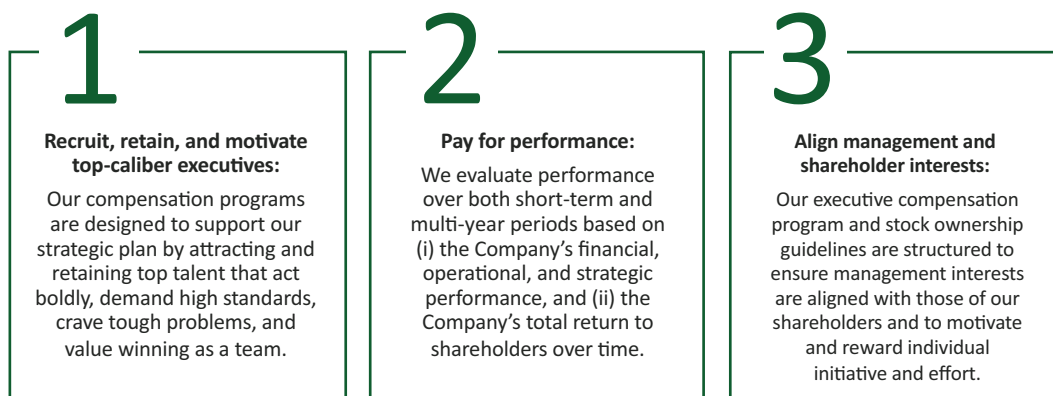 1
Recruit, retain, and motivate
top-caliber executives:
Our compensation programs
are designed to support our
strategic plan by attracting and
retaining top talent that act
boldly, demand high standards,
crave tough problems, and
value winning as a team.
2
Pay for performance:
We evaluate performance
over both short-term and
multi-year periods based on
(i) the Company’s financial,
operational, and strategic
performance, and (ii) the
Company’s total return to
shareholders over time.
3
Align management and
shareholder interests:
Our executive compensation
program and stock ownership
guidelines are structured to
ensure management interests
are aligned with those of our
shareholders and to motivate
and reward individual
initiative and effort.